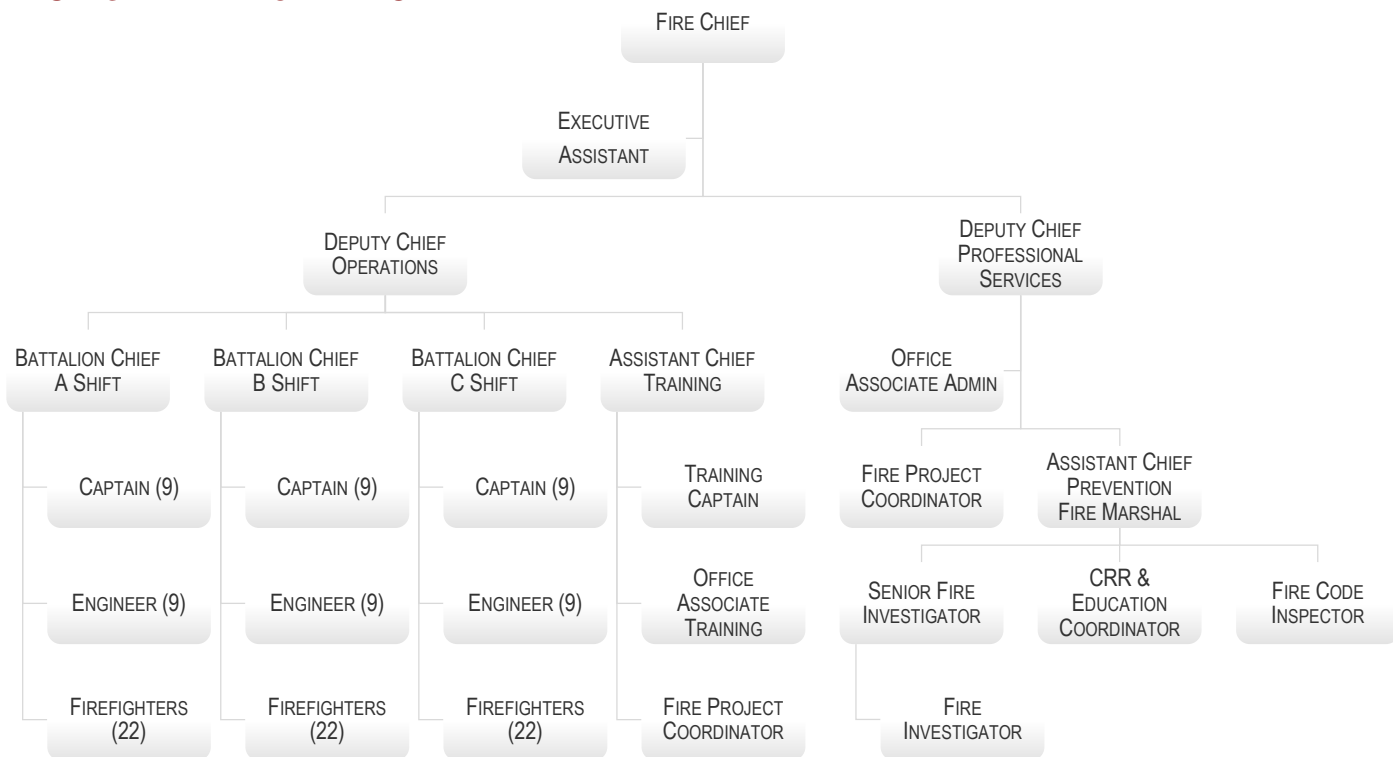 FIRE CHIEF
EXECUTIVE
ASSISTANT
DEPUTY CHIEF
OPERATIONS
DEPUTY CHIEF
PROFESSIONAL
SERVICES
BATTALION CHIEF
A SHIFT
BATTALION CHIEF
B SHIFT
BATTALION CHIEF
C SHIFT
ASSISTANT CHIEF
TRAINING
OFFICE
ASSOCIATE ADMIN
CAPTAIN (9)
CAPTAIN (9)
CAPTAIN (9)
TRAINING
CAPTAIN
FIRE PROJECT
COORDINATOR
ASSISTANT CHIEF
PREVENTION
FIRE MARSHAL
ENGINEER (9)
ENGINEER (9)
ENGINEER (9)
OFFICE
ASSOCIATE
TRAINING
SENIOR FIRE
INVESTIGATOR
CRR &
EDUCATION
COORDINATOR
FIRE CODE
INSPECTOR
FIREFIGHTERS
(22)
FIREFIGHTERS
(22)
FIREFIGHTERS
(22)
FIRE PROJECT
COORDINATOR
FIRE
INVESTIGATOR